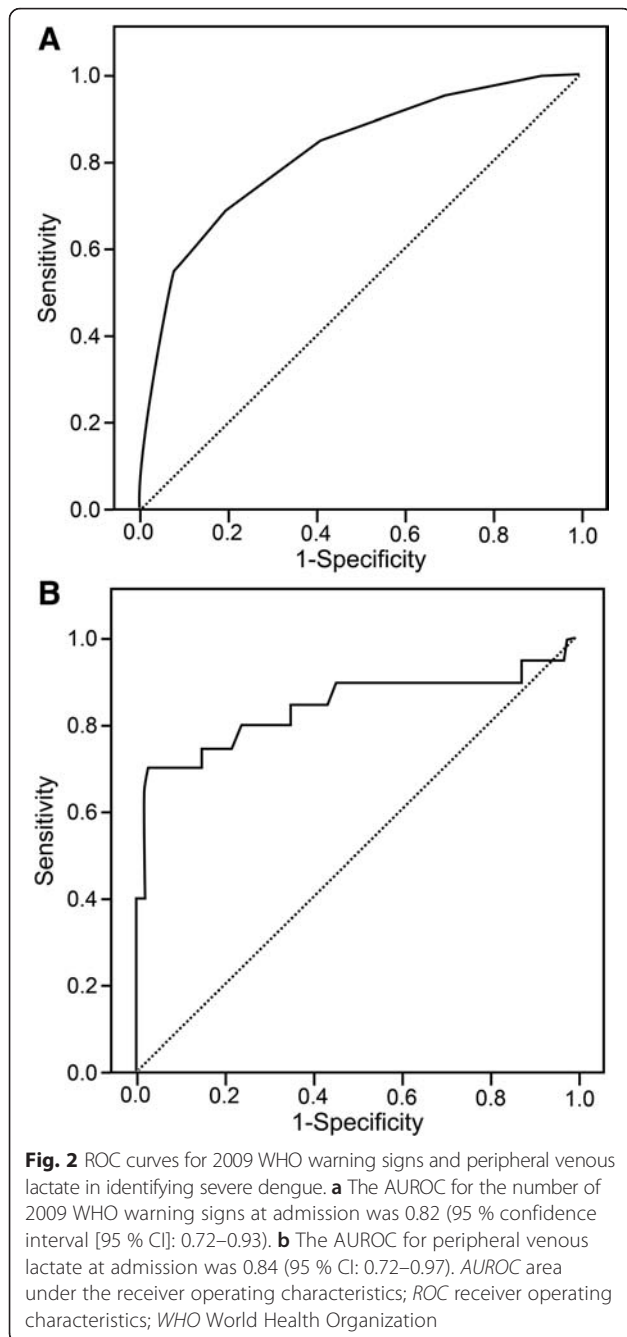 A
1.0
0.8
0.6
0.4
0.2
0.0
Sensitivity
0.0 0.2 0.4 0.6 0.8 1.0
1-Specificity
B
1.0
0.8
0.6
0.4
0.2
0.0
Sensitivity
0.0 0.2 0.4 0.6 0.8 1.0
1-Specificity
Fig. 2 ROC curves for 2009 WHO warning signs and peripheral venous
lactate in identifying severe dengue. a The AUROC for the number of
2009 WHO warning signs at admission was 0.82 (95 % confidence
interval [95 % CI]: 0.72–0.93). b The AUROC for peripheral venous
lactate at admission was 0.84 (95 % CI: 0.72–0.97). AUROC area
under the receiver operating characteristics; ROC receiver operating
characteristics; WHO World Health Organization